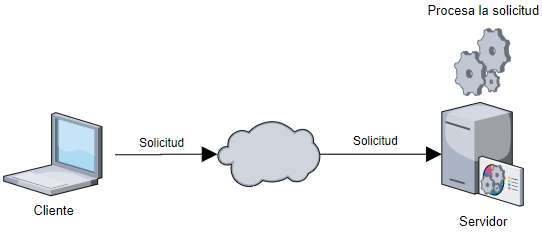 Procesa la solicitud
Solicitud
Solicitud
Cliente
Servidor